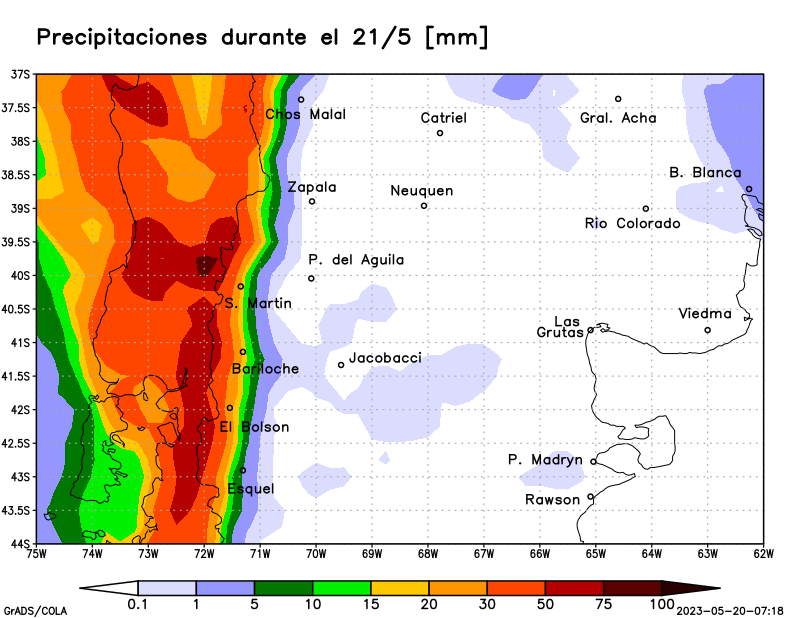 Precipitaciones durante el 21/5 [mm]
37S
37.5S
38S
38.5S
39S
39.5S
40S
40.5S
41S
41.5S
42S
42.5S
43S
43.5S
44S
Chos Malal
Catriel
Gral. Acha
B. Blanca
Zapala
Neuquen
Rio Colorado
P. del Aguila
S. Martin
Las
Grutas
Viedma
Bariloche
Jacobacci
El Bolson
P. Madryn
Esquel
Rawson
75W 74W 73W 72W 71W 70W 69W 68W 67W 66W 65W 64W 63W 62W
0.1 1 5 10 15 20 30 50 75 100
GrADS/COLA
2023-05-20-07:18